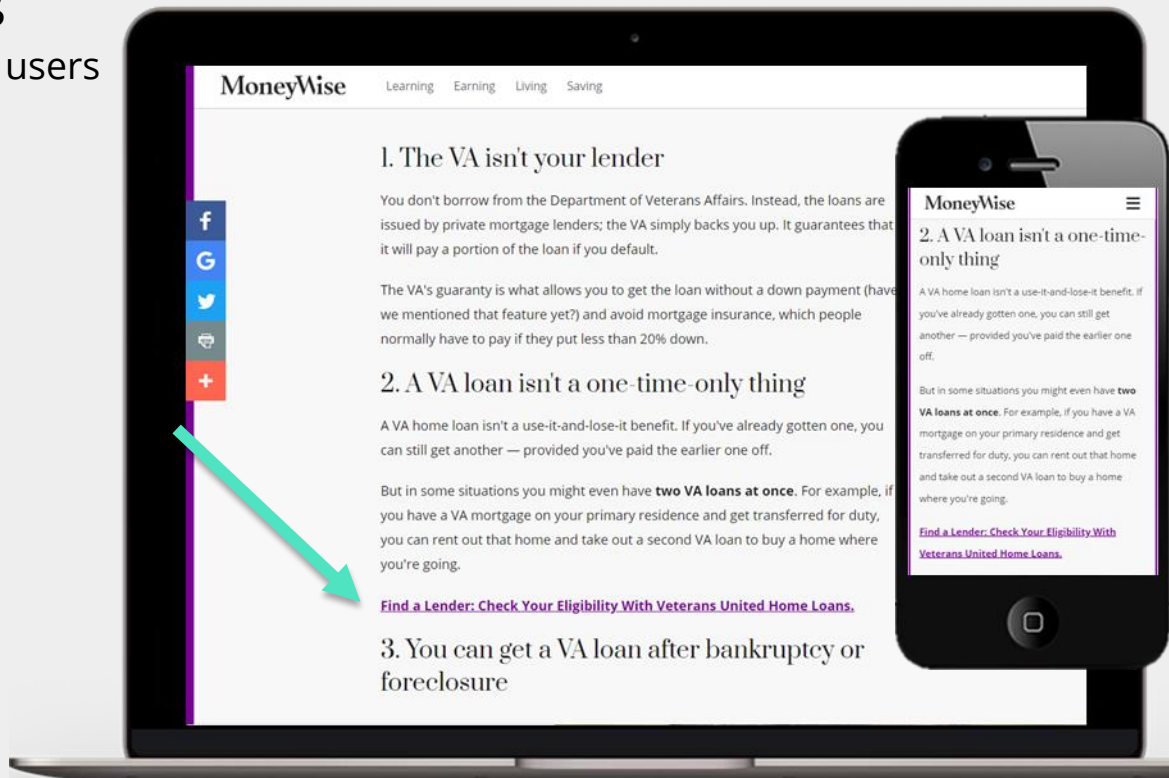 users
MoneyWise
Learning Earning Living Saving
1. The VA isn't your lender
You don't borrow from the Department of Veterans Affairs. Instead, the loans are
issued by private mortgage lenders; the VA simply backs you up. It guarantees that
it will pay a portion of the loan if you default.
The VA's guaranty is what allows you to get the loan without a down payment (have
we mentioned that feature yet?) and avoid mortgage insurance, which people
normally have to pay if they put less than 20% down.
2. A VA loan isn't a one-time-only thing
A VA home loan isn't a use-it-and-lose-it benefit. If you've already gotten one, you
can still get another — provided you've paid the earlier one off.
But in some situations you might even have two VA loans at once. For example, if
you have a VA mortgage on your primary residence and get transferred for duty,
you can rent out that home and take out a second VA loan to buy a home where
you're going.
Find a Lender: Check Your Eligibility With Veterans United Home Loans.
3. You can get a VA loan after bankruptcy or
foreclosure
f
G
+
MoneyWise
2. A VA loan isn't a one-time-
only thing
A VA home loan isn't a use-it-and-lose-it benefit. If
you've already gotten one, you can still get
another — provided you've paid the earlier one
off.
But in some situations you might even have two
VA loans at once. For example, if you have a VA
mortgage on your primary residence and get
transferred for duty, you can rent out that home
and take out a second VA loan to buy a home
where you're going.
Find a Lender: Check Your Eligibility With
Veterans United Home Loans.